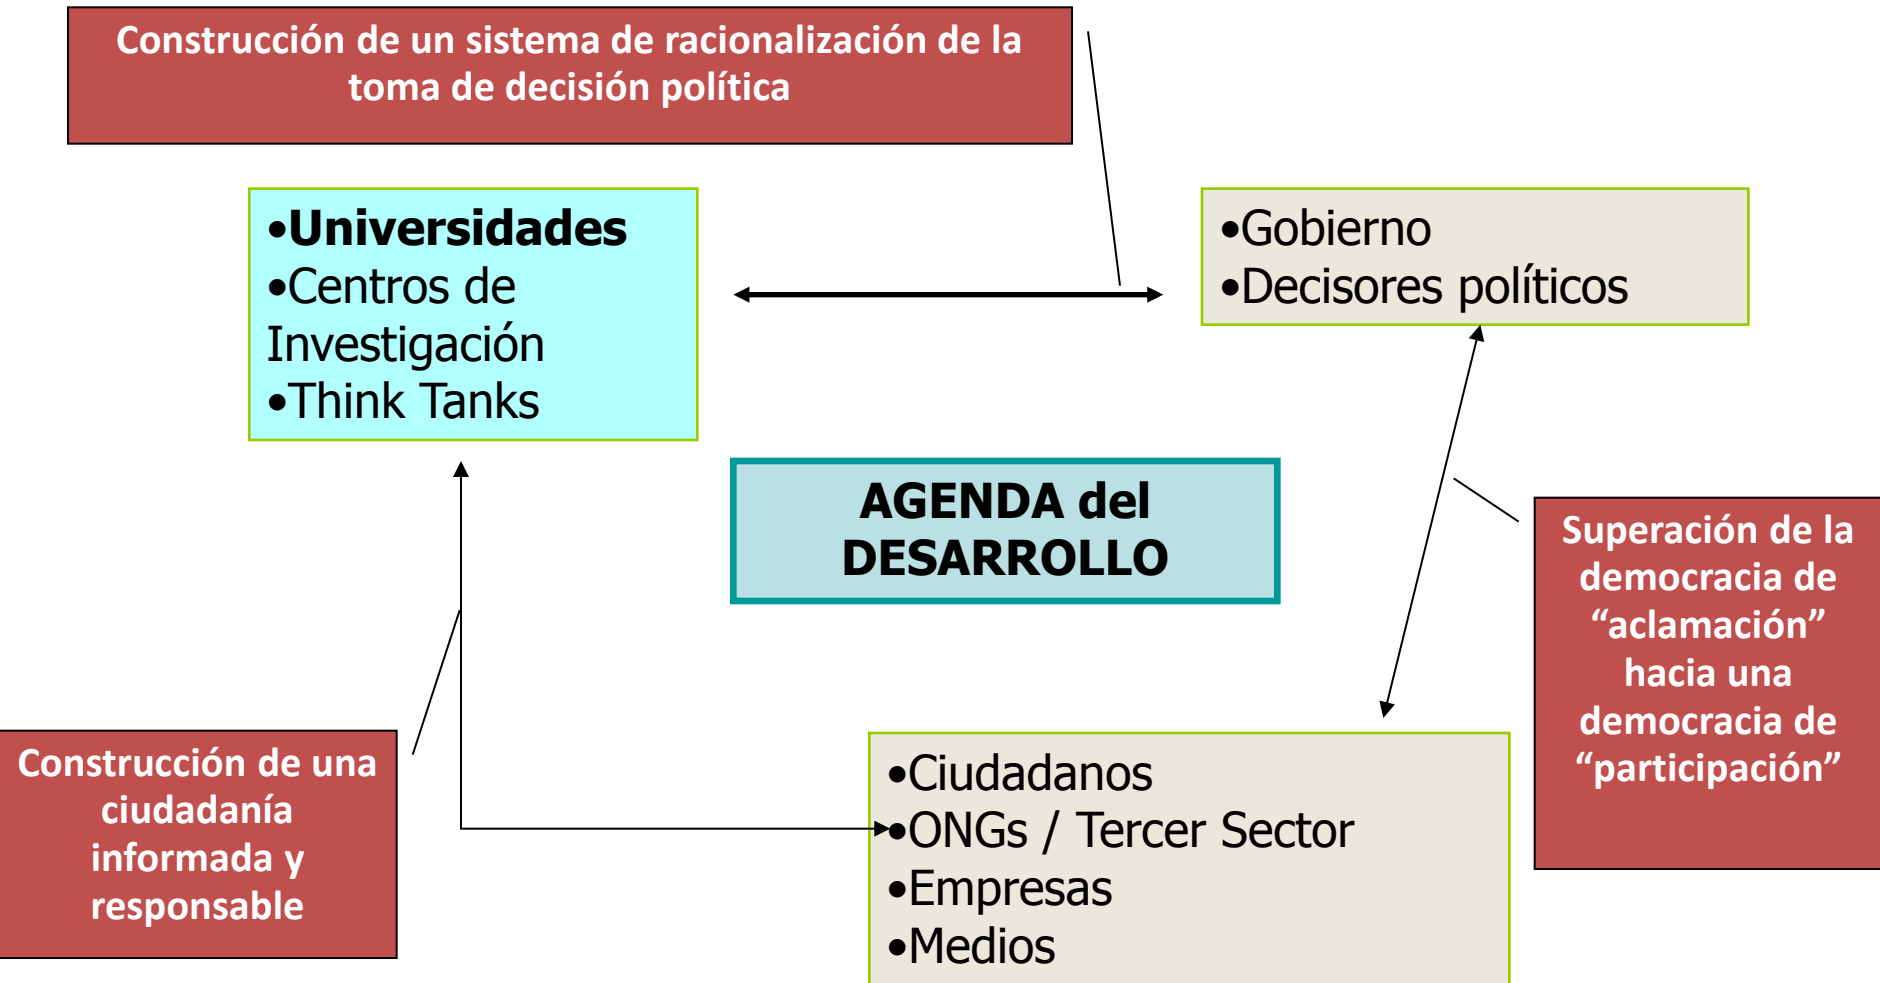 Construcción de un sistema de racionalización de la
toma de decisión política
•Universidades
•Centros de
Investigación
•Think Tanks
•Gobierno
•Decisores políticos
AGENDA del
DESARROLLO
Superación de la
democracia de
“aclamación”
hacia una
democracia de
“participación”
Construcción de una
ciudadanía
informada y
responsable
•Ciudadanos
•ONGs / Tercer Sector
•Empresas
•Medios